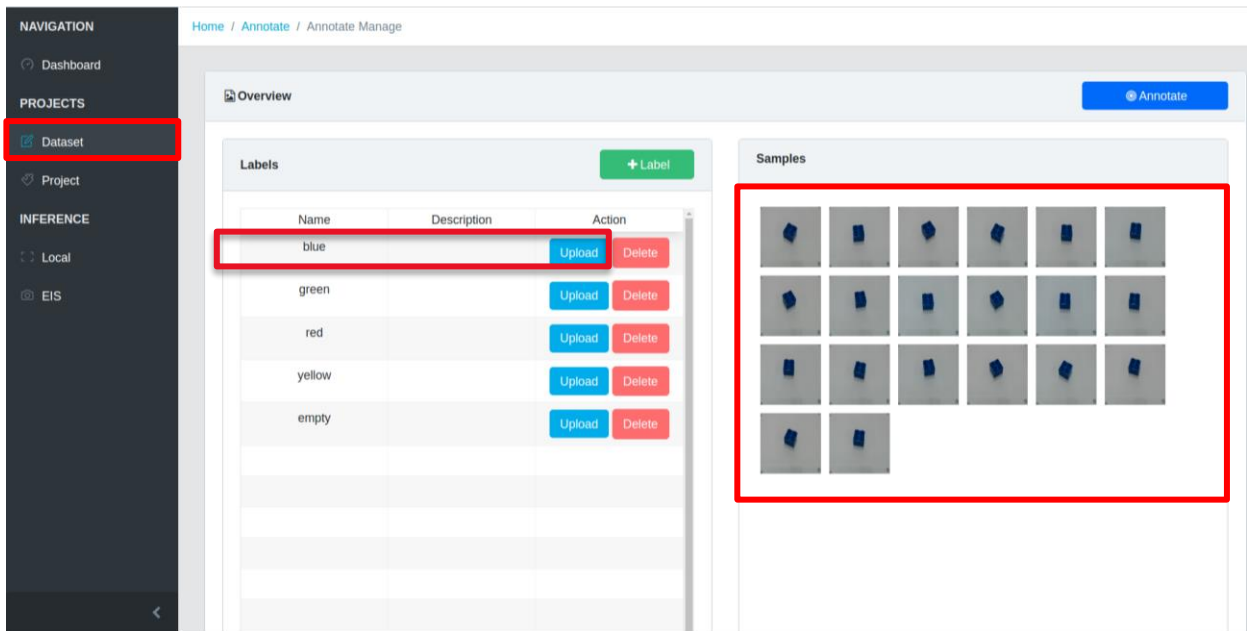 NAVIGATION
Dashboard
PROJECTS
Dataset
Project
INFERENCE
Local
EIS
Home / Annotate / Annotate Manage
Overview
Annotate
Labels
+ Label
Name Description Action
blue Upload Delete
green Upload Delete
red Upload Delete
yellow Upload Delete
empty Upload Delete
Samples